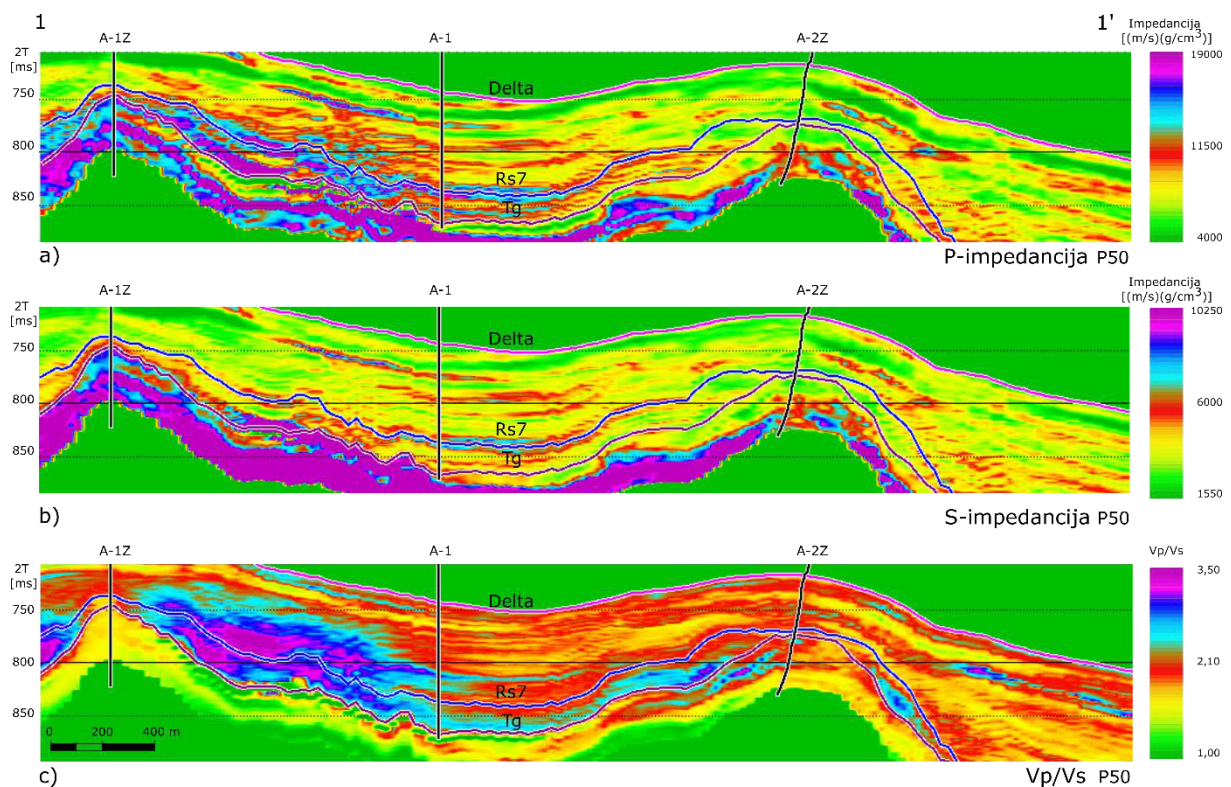 1
1'
A-1Z
A-1
A-2Z
Impedancija
[(m/s)(g/cm³)]
2T
[ms]
750
800
850
Delta
Rs7
Tg
19000
11500
4000
a)
P-impedancija P50
A-1Z
A-1
A-2Z
Impedancija
[(m/s)(g/cm³)]
2T
[ms]
750
800
850
Delta
Rs7
Tg
10250
6000
1550
b)
S-impedancija P50
A-1Z
A-1
A-2Z
Vp/Vs
2T
[ms]
750
800
850
Delta
Rs7
Tg
3,50
2,10
1,00
0 200 400 m
c)
Vp/Vs P50